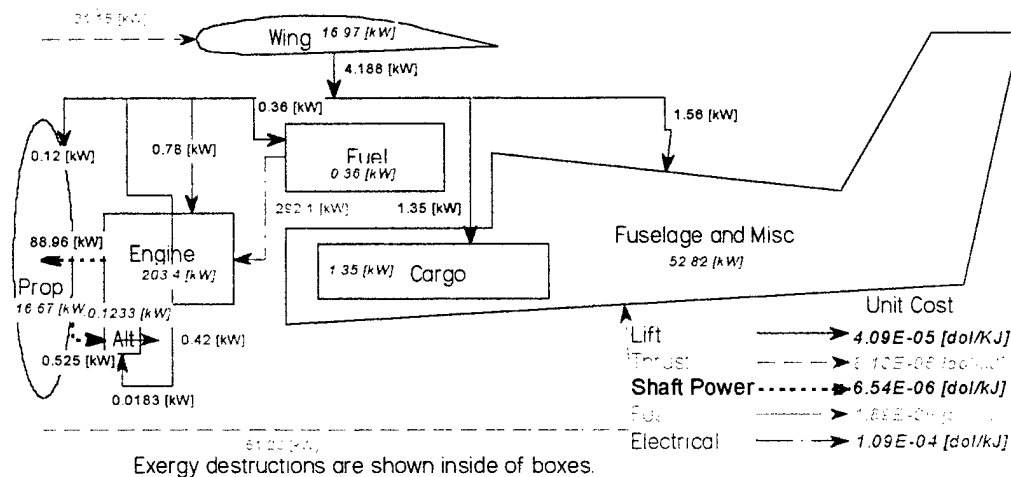 Wing 16 97 [kW]
4.188 [kW]
0.36 [kW]
1.56 [kW]
0.12 [kW]
0.78 [kW]
Fuel
0 36 [kW]
292 1 [kW]
1.35 [kW]
88.96 [kW]
Engine
203 4 [kW]
Fuselage and Misc
52 82 [kW]
1 35 [kW]
Cargo
Prop
16 67 [kW]
0.1233 [kW]
Alt
0.525 [kW]
0.42 [kW]
0.0183 [kW]
Unit Cost
Lift
4.09E-05 [dol/KJ]
Thrust
Shaft Power
6.54E-06 [dol/kJ]
Electrical
1.09E-04 [dol/kJ]
Exergy destructions are shown inside of boxes.